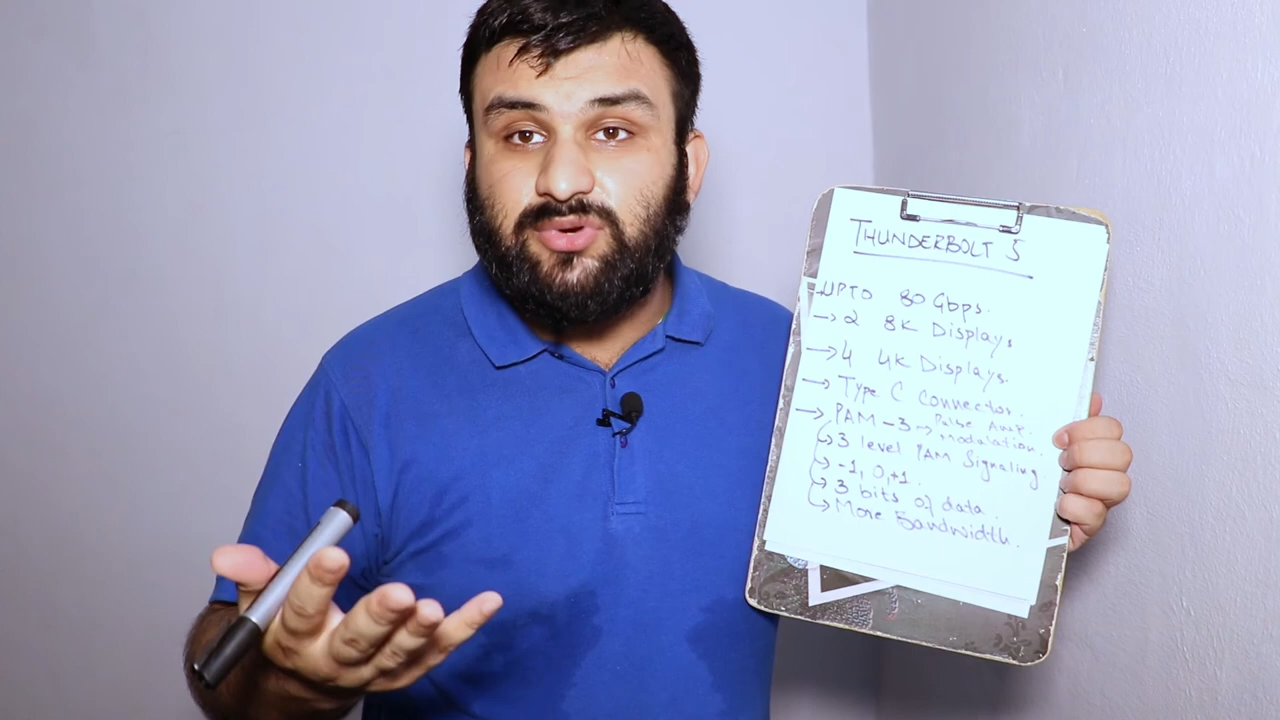 THUNDERBOLT 5
→UPTO 80 Gbps.
→ 2 8K Displays
→ 4 4K Displays.
→ Type C Connector.
→ PAM-3 → Pulse Amp. Modulation.
↳ 3 level PAM Signaling
↳ -1, 0, +1.
↳ 3 bits of data.
↳ More Bandwidth.